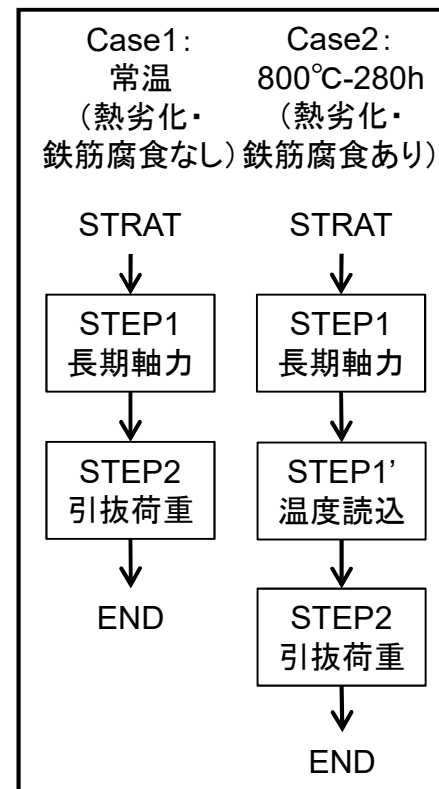 Case1:
常温
(熱劣化・
鉄筋腐食なし)
STRAT
STEP1
長期軸力
STEP2
引抜荷重
END
Case2:
800℃-280h
(熱劣化・
鉄筋腐食あり)
STRAT
STEP1
長期軸力
STEP1’
温度読込
STEP2
引抜荷重
END